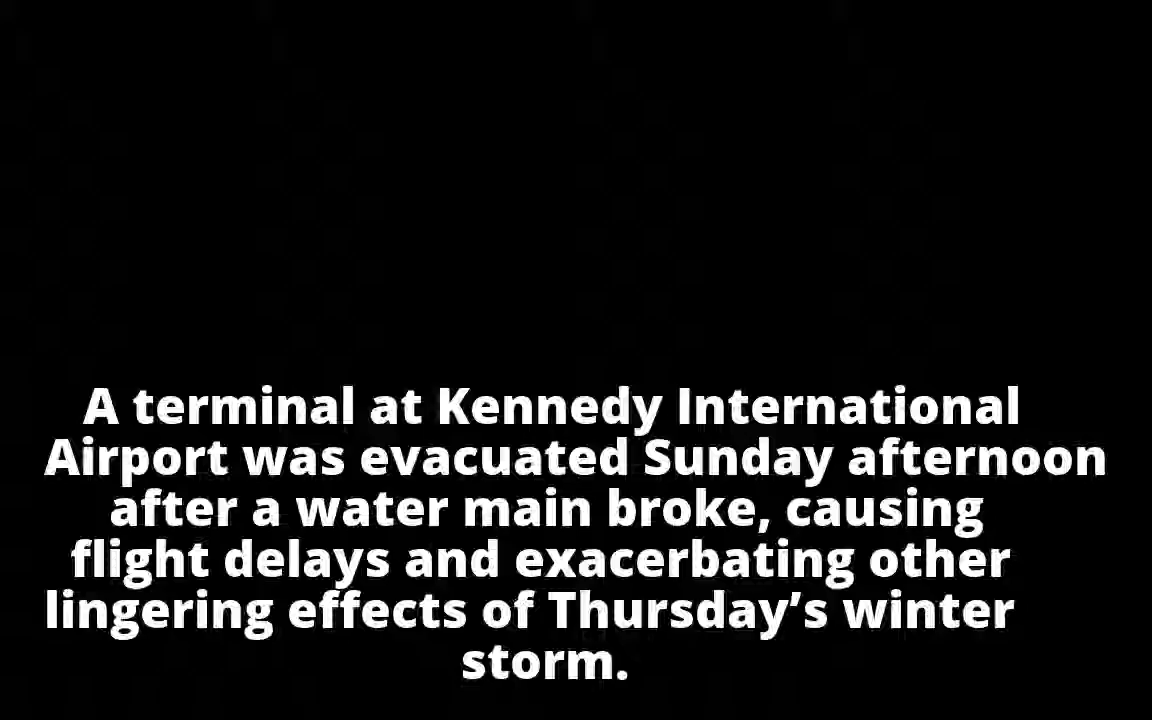 A terminal at Kennedy International
Airport was evacuated Sunday afternoon
after a water main broke, causing
flight delays and exacerbating other
lingering effects of Thursday’s winter
storm.